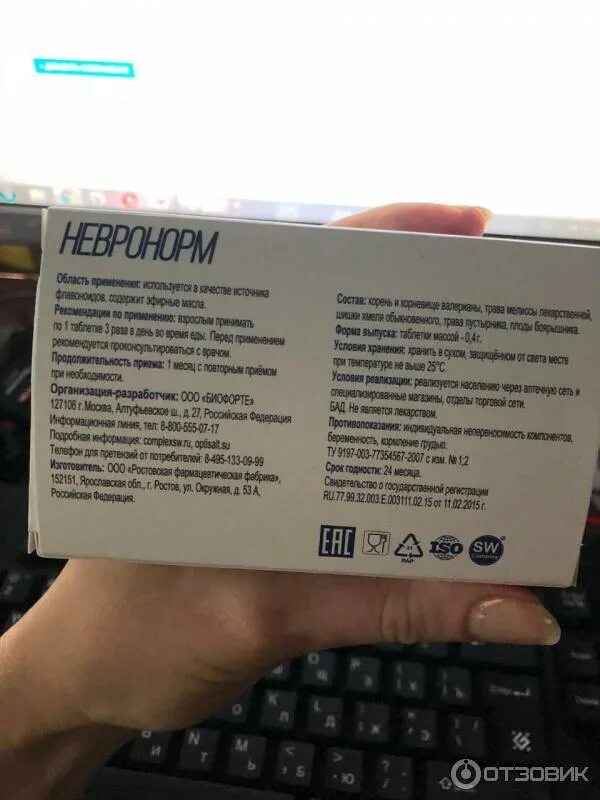 НЕВРОНОРМ
Область применения: используется в качестве источника
флавоноидов, содержит эфирные масла.
Рекомендации по применению: взрослым принимать
по 1 таблетке 3 раза в день во время еды. Перед применением
рекомендуется проконсультироваться с врачом.
Продолжительность приема: 1 месяц с повторным приёмом
при необходимости.
Организация-разработчик: ООО «БИОФОРТЕ»
127106 г.Москва, Алтуфьевское ш., д. 27, Российская Федерация
Информационная линия, тел: 8-800-555-07-17
Подробная информация: complexsw.ru, optisalt.su
Телефон для претензий от потребителей: 8-495-133-09-99
Изготовитель: ООО «Ростовская фармацевтическая фабрика»,
152151, Ярославская обл., г. Ростов, ул. Окружная, д. 53 А,
Российская Федерация.
Состав: корень и корневище валерианы, трава мелиссы лекарственной,
шишки хмеля обыкновенного, трава пустырника, плоды боярышника.
Форма выпуска: таблетки массой - 0,4г.
Условия хранения: хранить в сухом, защищённом от света месте
при температуре не выше 25°С.
Условия реализации: реализуется населению через аптечную сеть и
специализированные магазины, отделы торговой сети.
БАД. Не является лекарством.
Противопоказания: индивидуальная непереносимость компонентов,
беременность, кормление грудью.
ТУ 9197-003-77354567-2007 с изм. № 1;2
Срок годности: 24 месяца.
Свидетельство о государственной регистрации
RU.77.99.32.003.Е.003111.02.15 от 11.02.2015 г.
EAC
21
PAP
ISO
SW
Complex
ОТЗОВИК